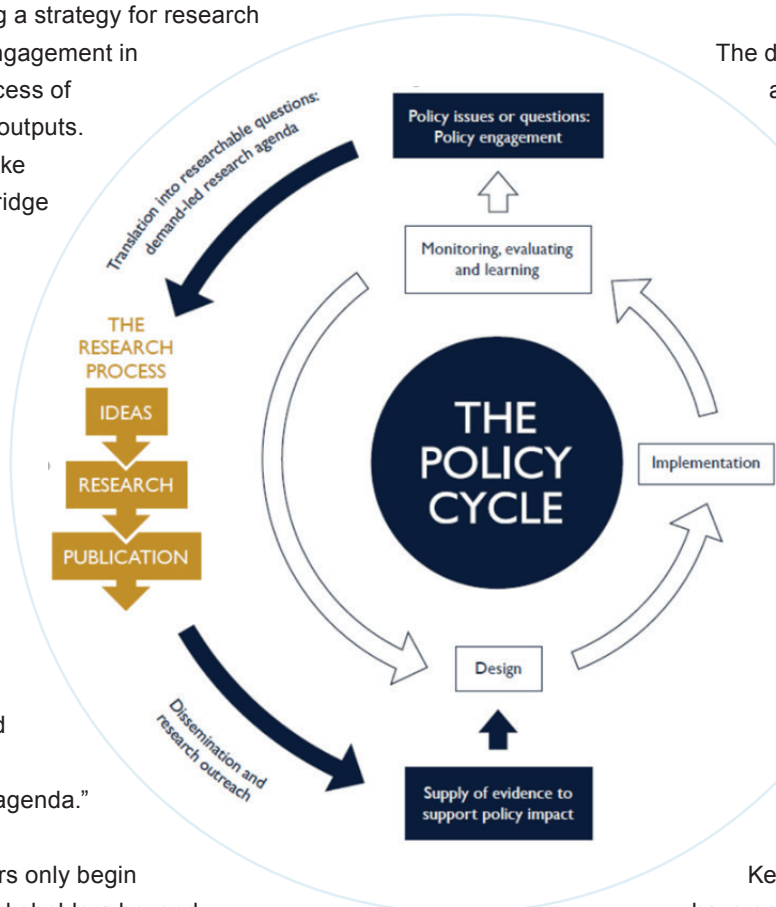 g a strategy for research
ngagement in
cess of
outputs.
ke
ridge
d
agenda.”
rs only begin
The d
a
Policy issues or questions:
Policy engagement
Translation into researchable questions:
demand-led research agenda
Monitoring, evaluating
and learning
THE
RESEARCH
PROCESS
IDEAS
RESEARCH
PUBLICATION
THE
POLICY
CYCLE
Implementation
Design
Dissemination and
research outreach
Supply of evidence to
support policy impact
Ke